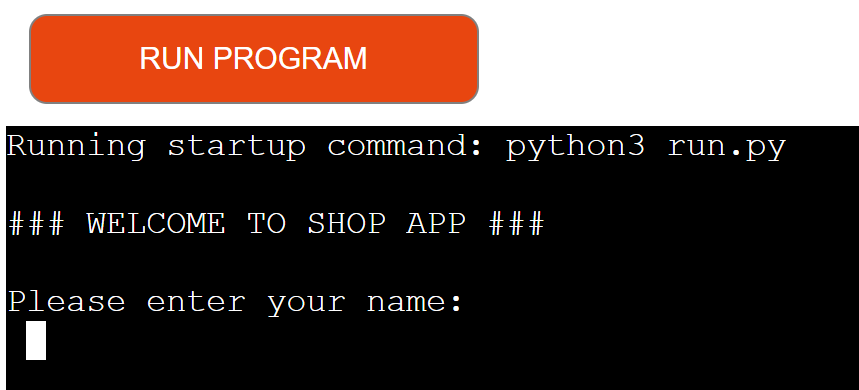 RUN PROGRAM
Running startup command: python3 run.py
### WELCOME TO SHOP APP ###
Please enter your name: